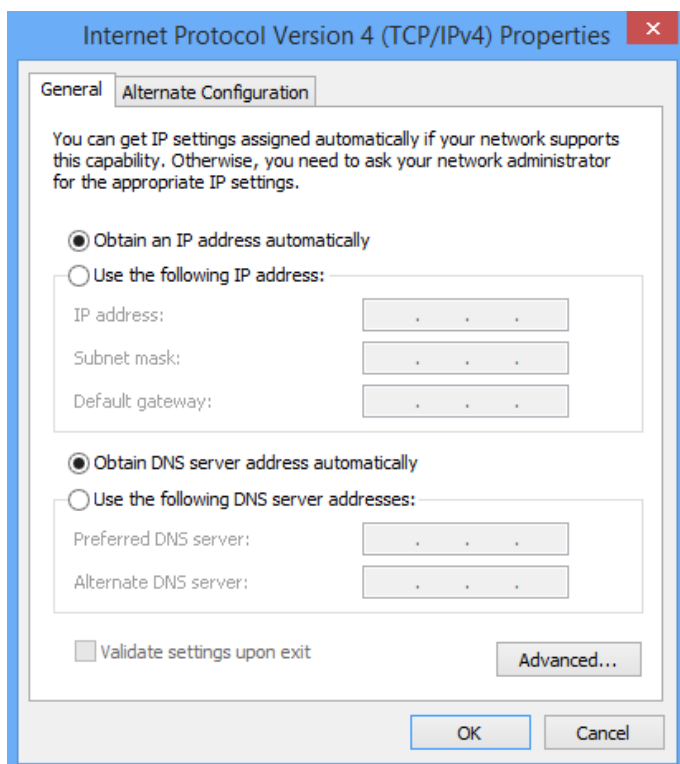 Internet Protocol Version 4 (TCP/IPv4) Properties
General
Alternate Configuration
You can get IP settings assigned automatically if your network supports
this capability. Otherwise, you need to ask your network administrator
for the appropriate IP settings.
Obtain an IP address automatically
Use the following IP address:
IP address:
Subnet mask:
Default gateway:
Obtain DNS server address automatically
Use the following DNS server addresses:
Preferred DNS server:
Alternate DNS server:
Validate settings upon exit
Advanced...
OK
Cancel